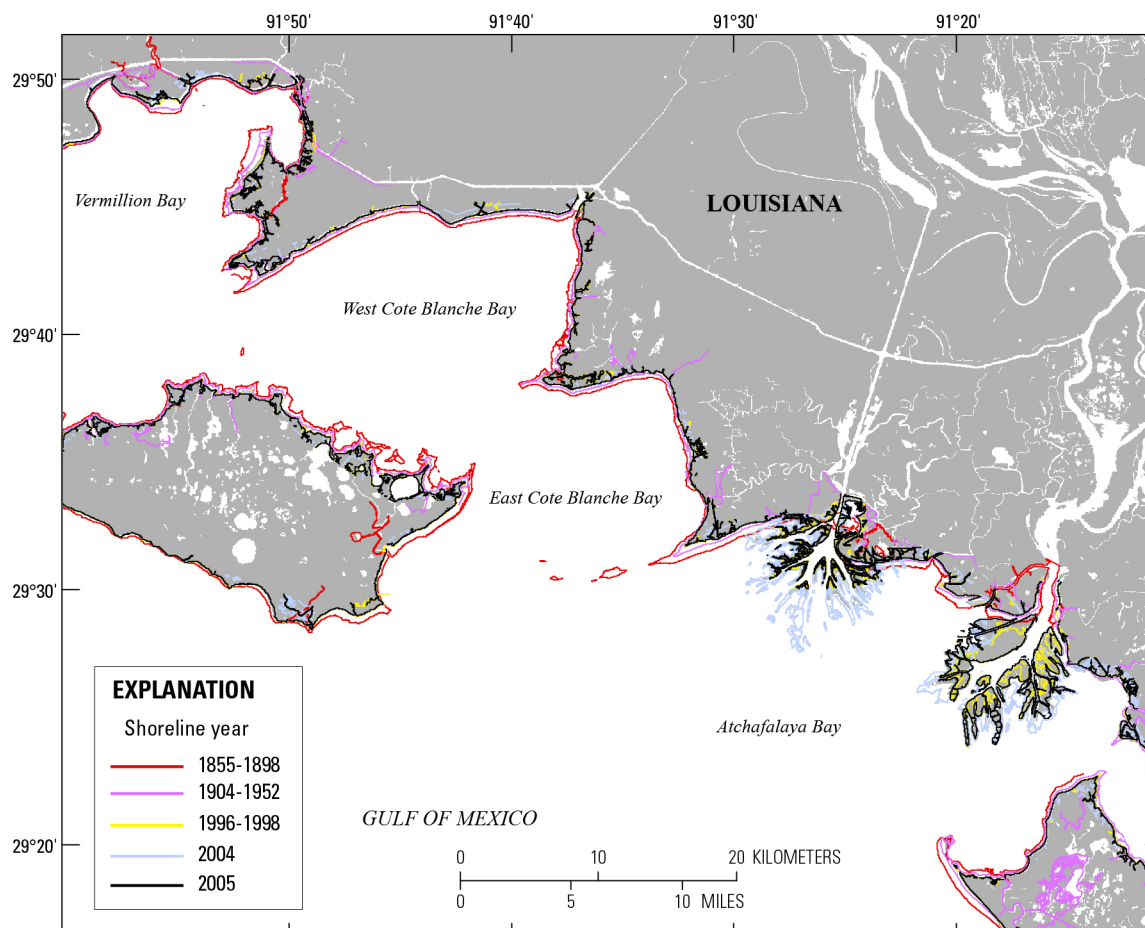 91°50' 91°40' 91°30' 91°20'
29°50'
Vermillion Bay
LOUISIANA
West Cote Blanche Bay
29°40'
East Cote Blanche Bay
29°30'
Atchafalaya Bay
GULF OF MEXICO
29°20'
EXPLANATION
Shoreline year
1855-1898
1904-1952
1996-1998
2004
2005
0 10 20 KILOMETERS
0 5 10 MILES